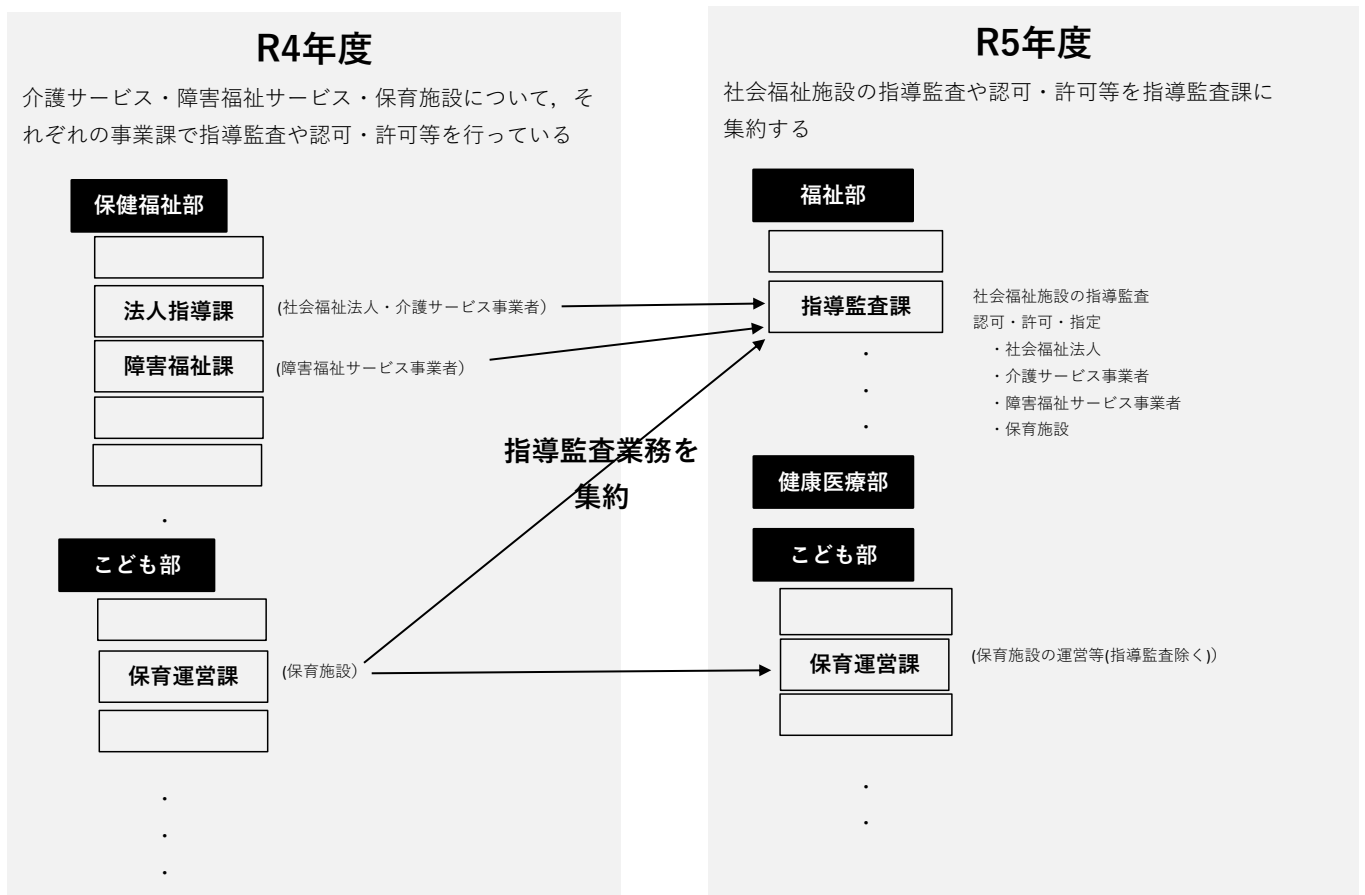 R4年度
介護サービス・障害福祉サービス・保育施設について，そ
れぞれの事業課で指導監査や認可・許可等を行っている
保健福祉部
法人指導課
(社会福祉法人・介護サービス事業者）
障害福祉課
(障害福祉サービス事業者）
・
こども部
保育運営課
(保育施設）
・
・
・
指導監査業務を
集約
R5年度
社会福祉施設の指導監査や認可・許可等を指導監査課に
集約する
福祉部
指導監査課
社会福祉施設の指導監査
認可・許可・指定
・社会福祉法人
・介護サービス事業者
・障害福祉サービス事業者
・保育施設
・
・
・
健康医療部
こども部
保育運営課
(保育施設の運営等(指導監査除く)）
・
・